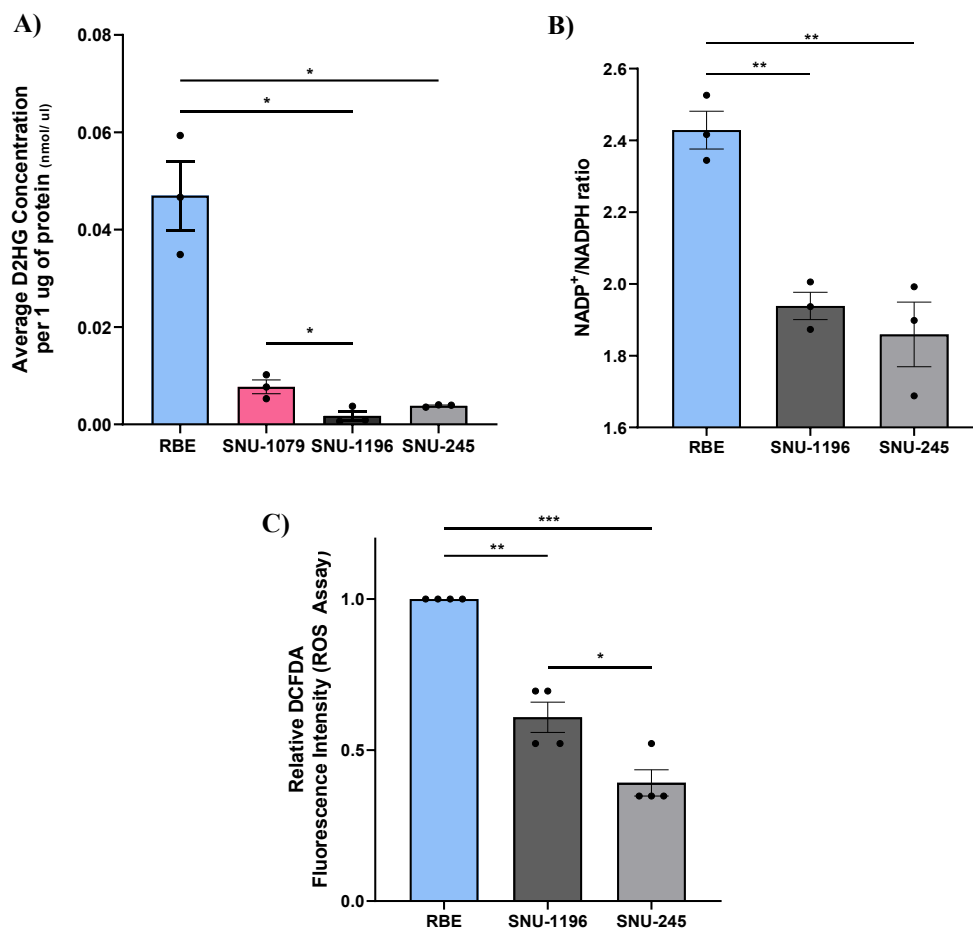 A)
Average D2HG Concentration
per 1 ug of protein (nmol/ ul)
0.08
0.06
0.04
0.02
0.00
*
*
*
RBE SNU-1079 SNU-1196 SNU-245
B)
NADP+/NADPH ratio
2.6
2.4
2.2
2.0
1.8
1.6
**
**
RBE SNU-1196 SNU-245
C)
Relative DCFDA
Fluorescence Intensity (ROS Assay)
1.0
0.5
0.0
***
**
*
RBE SNU-1196 SNU-245